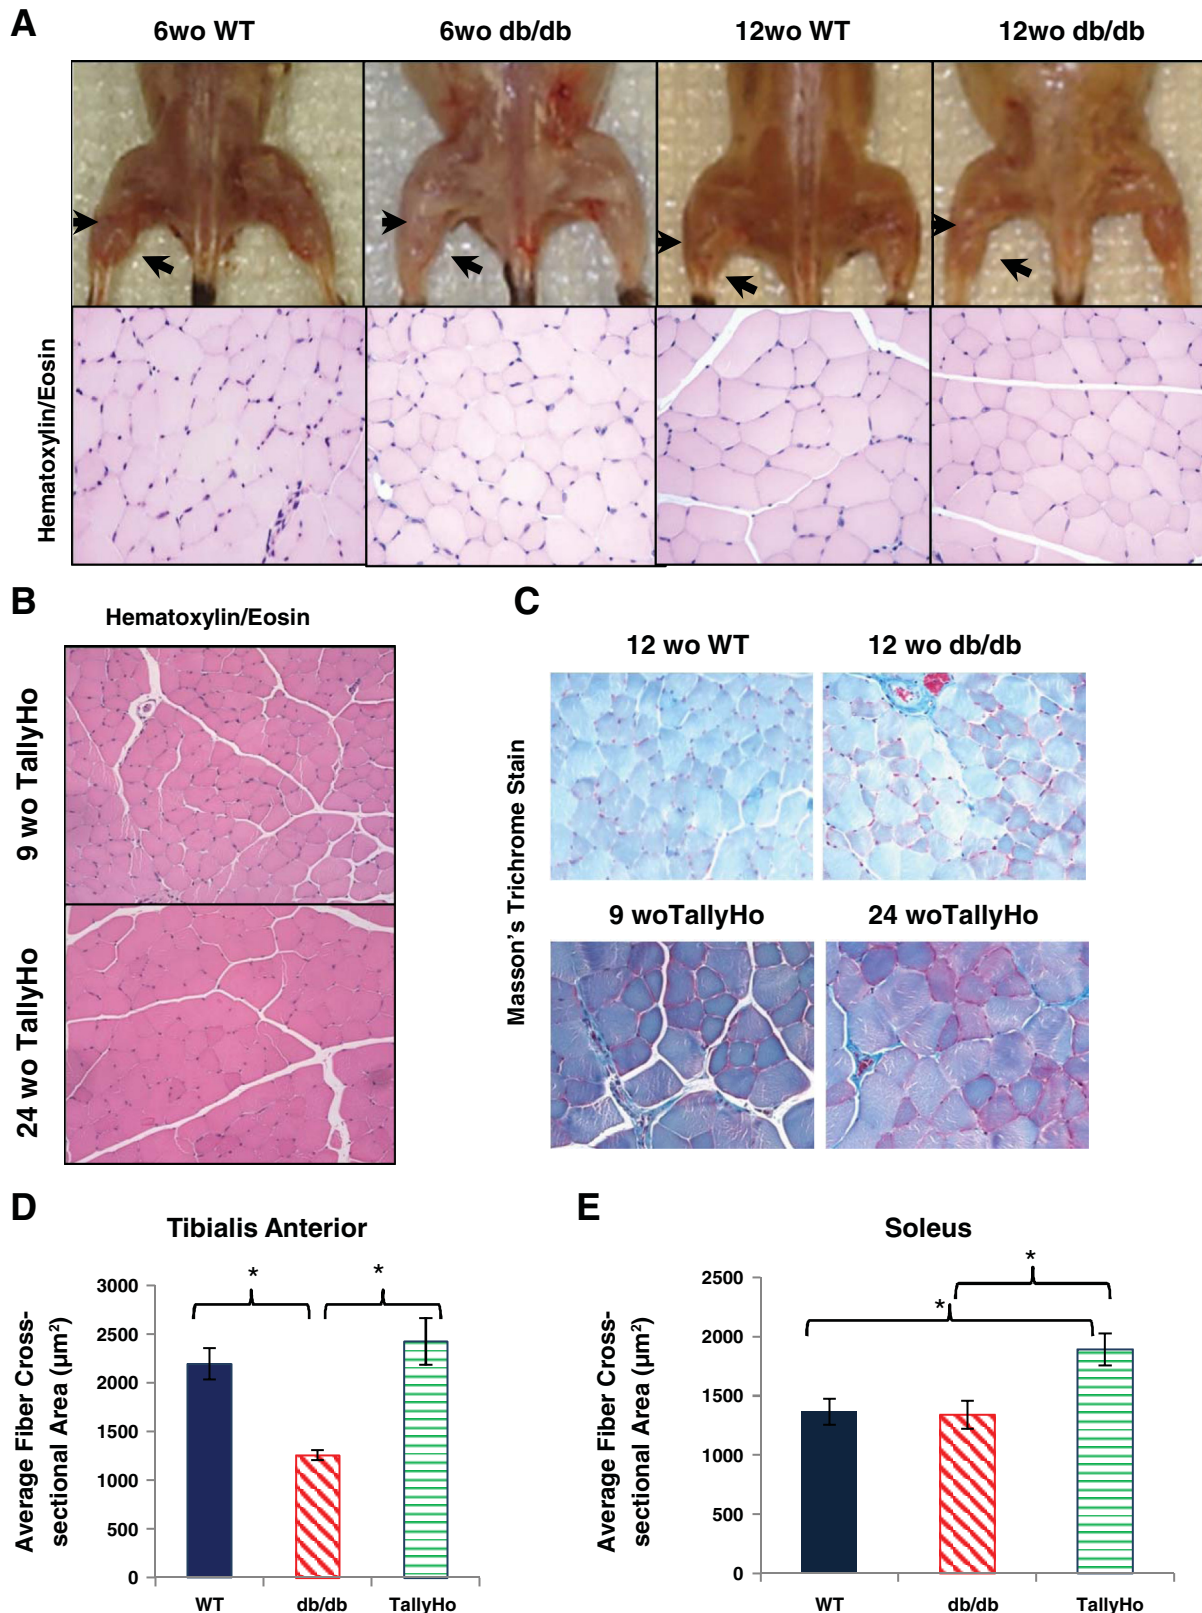 A
6wo WT
6wo db/db
12wo WT
12wo db/db
Hematoxylin/Eosin
B
Hematoxylin/Eosin
9 wo TallyHo
24 wo TallyHo
C
12 wo WT
12 wo db/db
Masson's Trichrome Stain
9 woTallyHo
24 woTallyHo
D
Tibialis Anterior
Average Fiber Cross-
sectional Area (µm²)
3000
2500
2000
1500
1000
500
0
*
*
WT
db/db
TallyHo
E
Soleus
Average Fiber Cross-
sectional Area (µm²)
2500
2000
1500
1000
500
0
*
*
WT
db/db
TallyHo